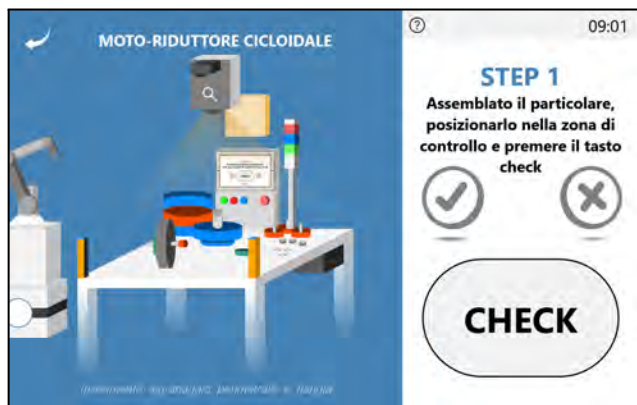 MOTO-RIDUTTORE CICLOIDALE
09:01
STEP 1
Assemblato il particolare,
posizionarlo nella zona di
controllo e premere il tasto
check
CHECK